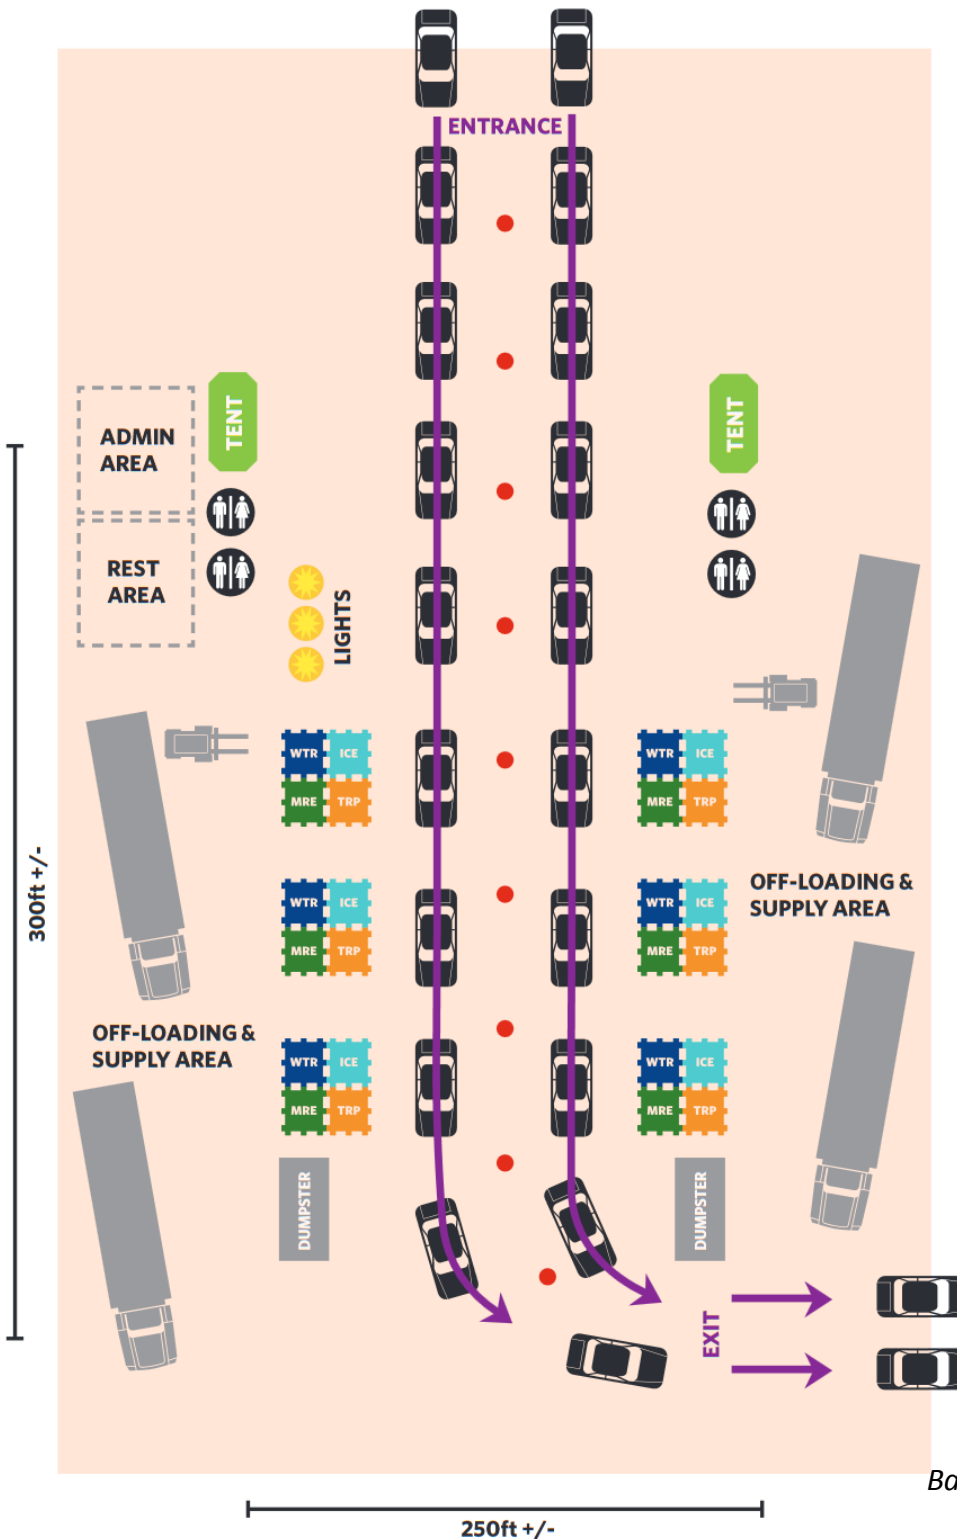 ENTRANCE
TENT
TENT
ADMIN
AREA
REST
AREA
LIGHTS
WTR ICE
MRE TRP
WTR ICE
MRE TRP
300ft +/-
WTR ICE
MRE TRP
WTR ICE
MRE TRP
OFF-LOADING &
SUPPLY AREA
OFF-LOADING &
SUPPLY AREA
WTR ICE
MRE TRP
WTR ICE
MRE TRP
DUMPSTER
DUMPSTER
EXIT
250ft +/-